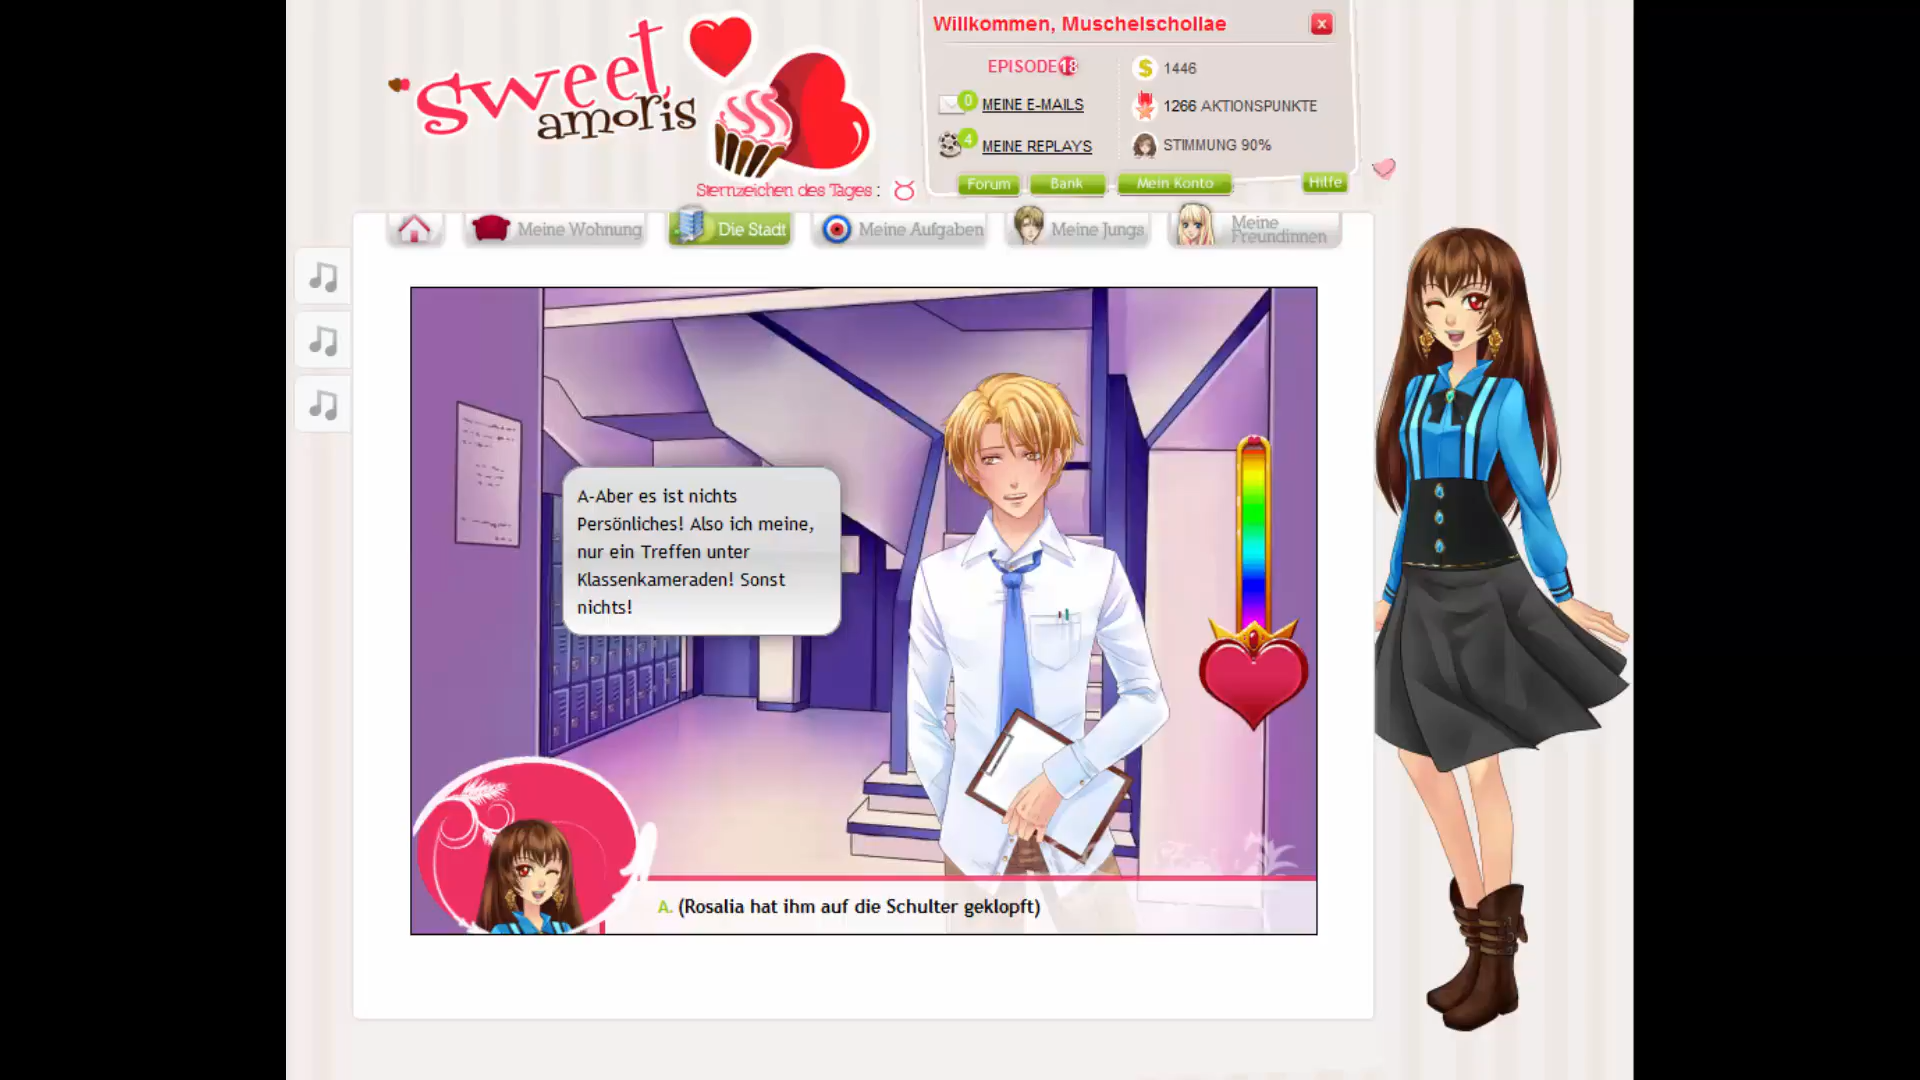 sweet amoris
Sternzeichen des Tages :
Willkommen, Muschelschollae
x
EPISODE 18
$ 1446
0 MEINE E-MAILS
1266 AKTIONSPUNKTE
4 MEINE REPLAYS
STIMMUNG 90%
Forum
Bank
Mein Konto
Hilfe
Meine Wohnung
Die Stadt
Meine Aufgaben
Meine Jungs
Meine
Freundinnen
A-Aber es ist nichts
Persönliches! Also ich meine,
nur ein Treffen unter
Klassenkameraden! Sonst
nichts!
A. (Rosalia hat ihm auf die Schulter geklopft)